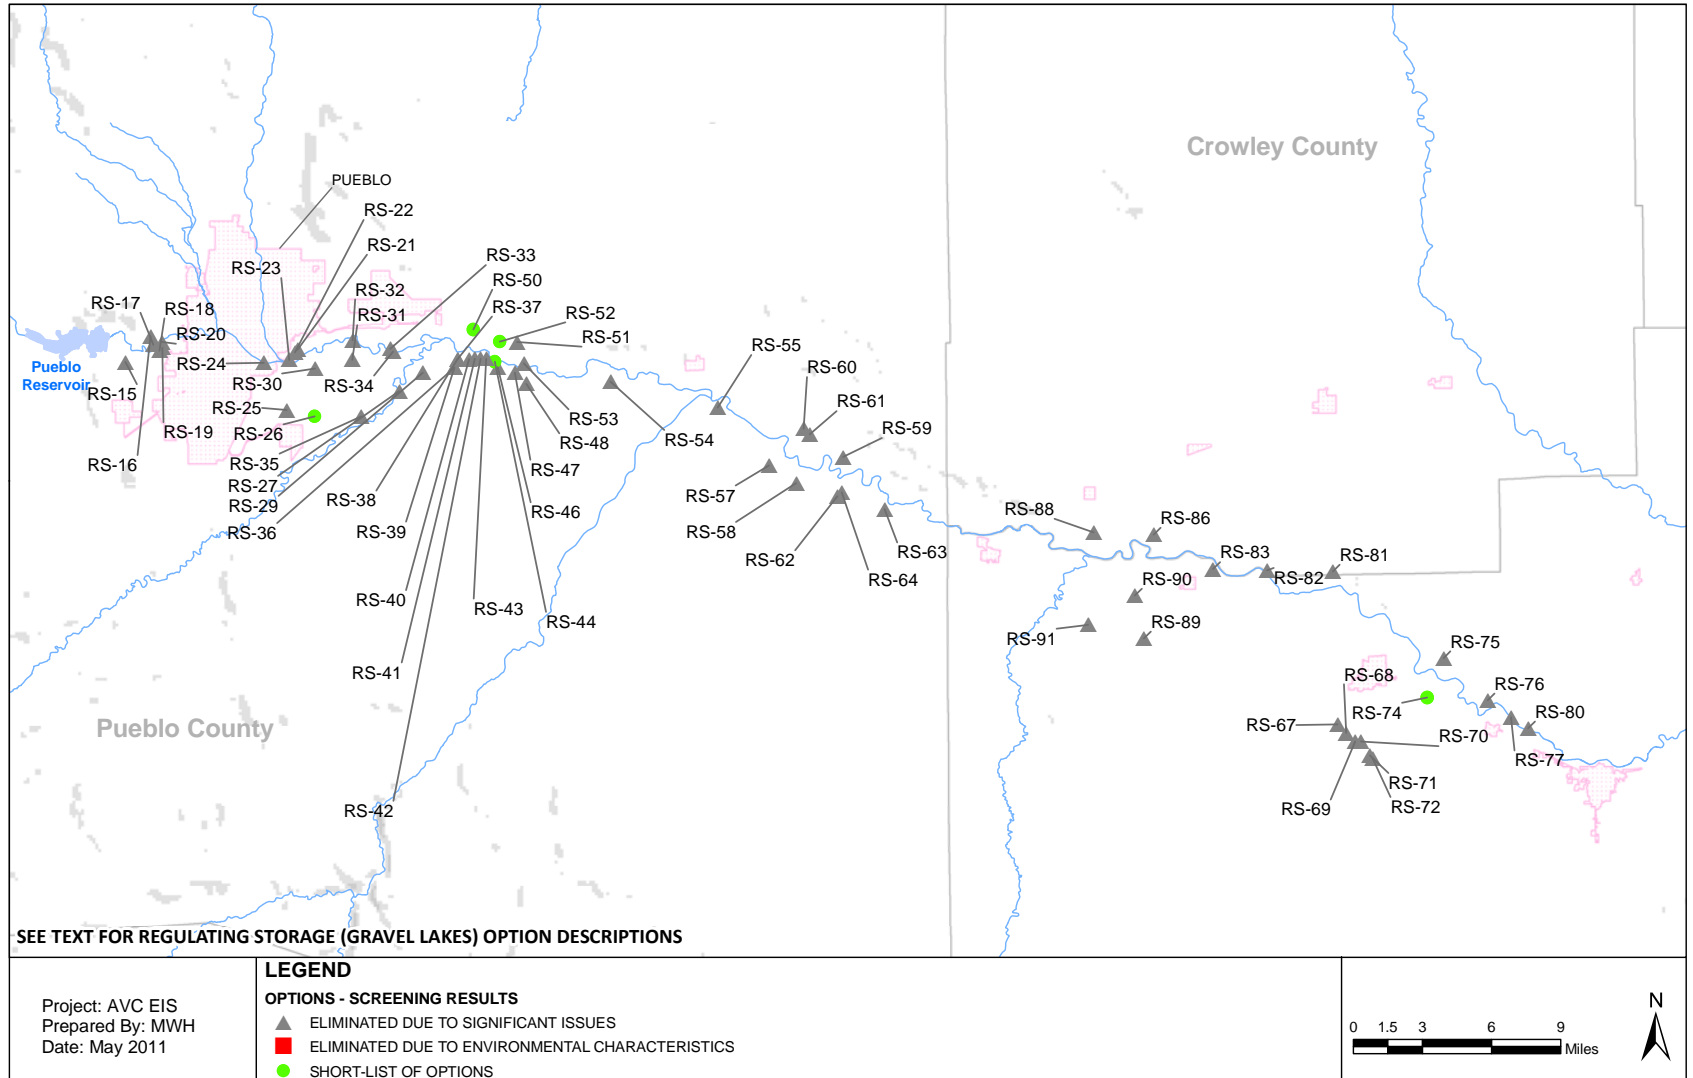 Crowley County
PUEBLO
RS-22
RS-21
RS-23
RS-33
RS-50
RS-37
RS-32
RS-31
RS-52
RS-51
RS-17
RS-18
RS-20
RS-24
RS-30
RS-34
RS-55
RS-60
RS-61
RS-59
Pueblo
Reservoir
RS-15
RS-25
RS-26
RS-19
RS-16
RS-35
RS-27
RS-29
RS-36
RS-38
RS-39
RS-53
RS-48
RS-47
RS-46
RS-54
RS-57
RS-58
RS-62
RS-63
RS-64
RS-88
RS-86
RS-83
RS-82
RS-81
RS-90
RS-89
RS-91
RS-40
RS-43
RS-44
RS-41
RS-42
RS-75
RS-68
RS-76
RS-74
RS-67
RS-80
RS-70
RS-77
RS-71
RS-72
RS-69
Pueblo County
SEE TEXT FOR REGULATING STORAGE (GRAVEL LAKES) OPTION DESCRIPTIONS
Project: AVC EIS
Prepared By: MWH
Date: May 2011
LEGEND
OPTIONS - SCREENING RESULTS
ELIMINATED DUE TO SIGNIFICANT ISSUES
ELIMINATED DUE TO ENVIRONMENTAL CHARACTERISTICS
SHORT-LIST OF OPTIONS
0 1.5 3 6 9
Miles
N